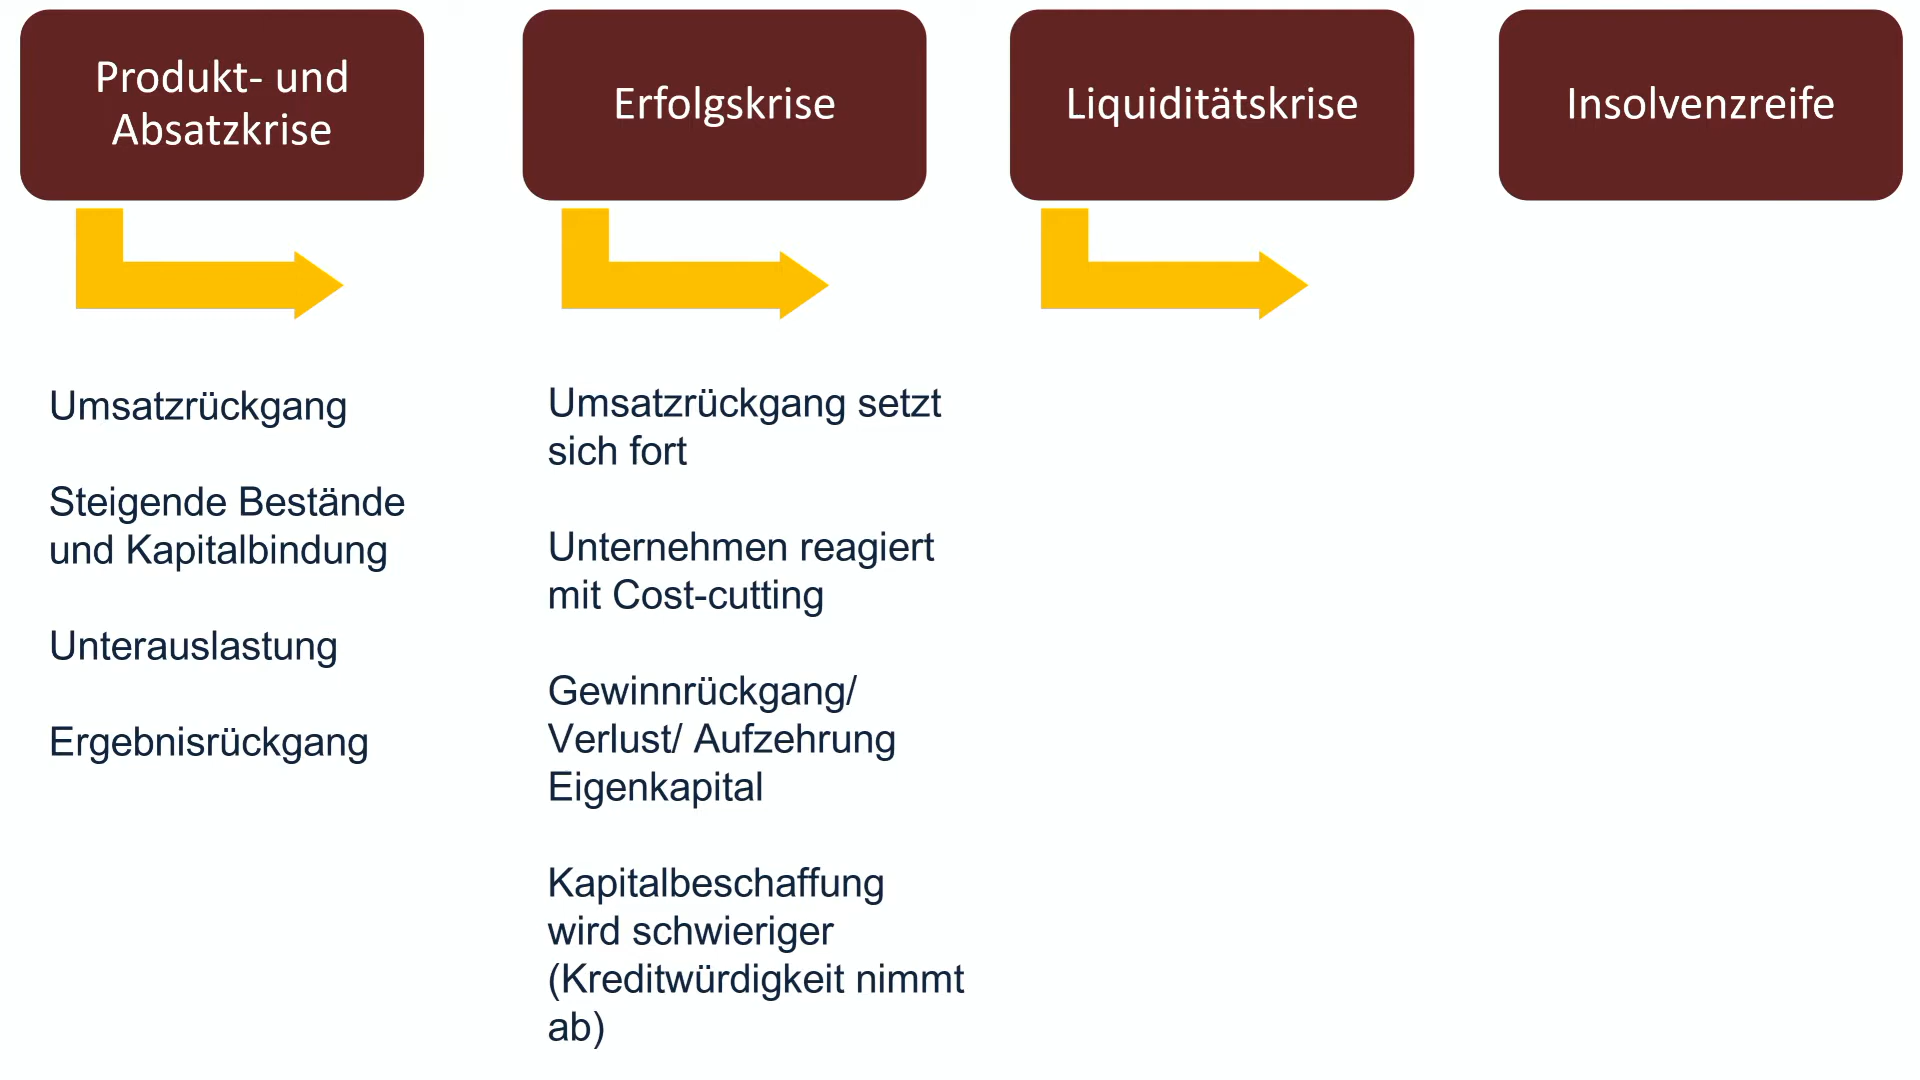 Produkt- und
Absatzkrise
Erfolgskrise
Liquiditätskrise
Insolvenzreife
Umsatzrückgang
Steigende Bestände
und Kapitalbindung
Unterauslastung
Ergebnisrückgang
Umsatzrückgang setzt
sich fort
Unternehmen reagiert
mit Cost-cutting
Gewinnrückgang/
Verlust/ Aufzehrung
Eigenkapital
Kapitalbeschaffung
wird schwieriger
(Kreditwürdigkeit nimmt
ab)